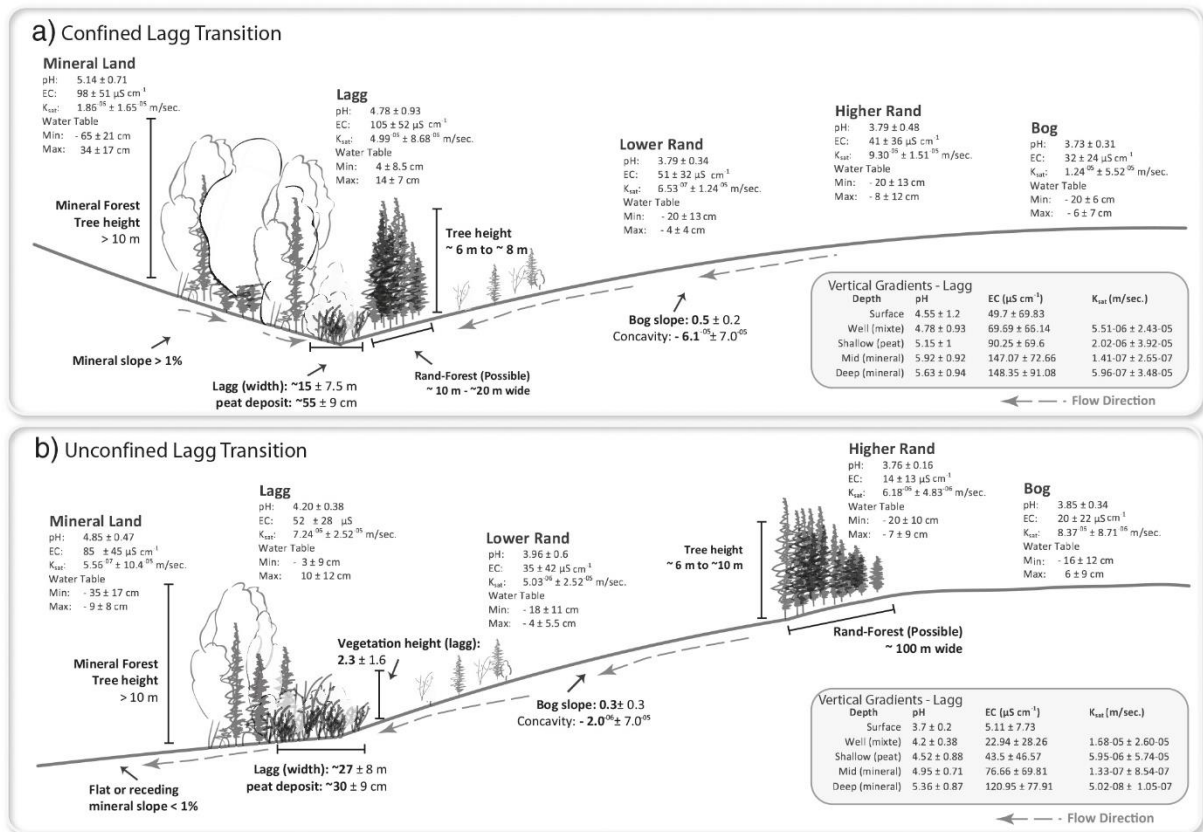 a) Confined Lagg Transition
Mineral Land
pH: 5.14 ± 0.71
EC: 98 ± 51 µS cm⁻¹
Ksat: 1.86⁻⁰⁵ ± 1.65⁻⁰⁵ m/sec.
Water Table
Min: - 65 ± 21 cm
Max: 34 ± 17 cm
Lagg
pH: 4.78 ± 0.93
EC: 105 ± 52 µS cm⁻¹
Ksat: 4.99⁻⁰⁵ ± 8.68⁻⁰⁵ m/sec.
Water Table
Min: 4 ± 8.5 cm
Max: 14 ± 7 cm
Lower Rand
pH: 3.79 ± 0.34
EC: 51 ± 32 µS cm⁻¹
Ksat: 6.53⁻⁰⁷ ± 1.24⁻⁰⁵ m/sec.
Water Table
Min: - 20 ± 13 cm
Max: - 4 ± 4 cm
Higher Rand
pH: 3.79 ± 0.48
EC: 41 ± 36 µS cm⁻¹
Ksat: 9.30⁻⁰⁵ ± 1.51⁻⁰⁵ m/sec.
Water Table
Min: - 20 ± 13 cm
Max: - 8 ± 12 cm
Bog
pH: 3.73 ± 0.31
EC: 32 ± 24 µS cm⁻¹
Ksat: 1.24⁻⁰⁵ ± 5.52⁻⁰⁵ m/sec.
Water Table
Min: - 20 ± 6 cm
Max: - 6 ± 7 cm
Mineral Forest
Tree height
> 10 m
Tree height
~ 6 m to ~ 8 m
Mineral slope > 1%
Lagg (width): ~15 ± 7.5 m
peat deposit: ~55 ± 9 cm
Rand-Forest (Possible)
~ 10 m - ~20 m wide
Bog slope: 0.5 ± 0.2
Concavity: - 6.1⁻⁰⁵ ± 7.0⁻⁰⁵
Vertical Gradients - Lagg
Depth pH EC (µS cm⁻¹) Ksat (m/sec.)
Surface 4.55 ± 1.2 49.7 ± 69.83
Well (mixte) 4.78 ± 0.93 69.69 ± 66.14 5.51-06 ± 2.43-05
Shallow (peat) 5.15 ± 1 90.25 ± 69.6 2.02-06 ± 3.92-05
Mid (mineral) 5.92 ± 0.92 147.07 ± 72.66 1.41-07 ± 2.65-07
Deep (mineral) 5.63 ± 0.94 148.35 ± 91.08 5.96-07 ± 3.48-05
Flow Direction
b) Unconfined Lagg Transition
Mineral Land
pH: 4.85 ± 0.47
EC: 85 ± 45 µS cm⁻¹
Ksat: 5.56⁻⁰⁷ ± 10.4⁻⁰⁵ m/sec.
Water Table
Min: - 35 ± 17 cm
Max: - 9 ± 8 cm
Lagg
pH: 4.20 ± 0.38
EC: 52 ± 28 µS
Ksat: 7.24⁻⁰⁶ ± 2.52⁻⁰⁵ m/sec.
Water Table
Min: - 3 ± 9 cm
Max: 10 ± 12 cm
Lower Rand
pH: 3.96 ± 0.6
EC: 35 ± 42 µS cm⁻¹
Ksat: 5.03⁻⁰⁶ ± 2.52⁻⁰⁵ m/sec.
Water Table
Min: - 18 ± 11 cm
Max: - 4 ± 5.5 cm
Higher Rand
pH: 3.76 ± 0.16
EC: 14 ± 13 µS cm⁻¹
Ksat: 6.18⁻⁰⁶ ± 4.83⁻⁰⁶ m/sec.
Water Table
Min: - 20 ± 10 cm
Max: - 7 ± 9 cm
Bog
pH: 3.85 ± 0.34
EC: 20 ± 22 µS cm⁻¹
Ksat: 8.37⁻⁰⁵ ± 8.71⁻⁰⁶ m/sec.
Water Table
Min: - 16 ± 12 cm
Max: 6 ± 9 cm
Mineral Forest
Tree height
> 10 m
Vegetation height (lagg):
2.3 ± 1.6
Tree height
~ 6 m to ~10 m
Rand-Forest (Possible)
~ 100 m wide
Bog slope: 0.3± 0.3
Concavity: - 2.0⁻⁰⁶ ± 7.0⁻⁰⁵
Lagg (width): ~27 ± 8 m
peat deposit: ~30 ± 9 cm
Flat or receding
mineral slope < 1%
Vertical Gradients - Lagg
Depth pH EC (µS cm⁻¹) Ksat (m/sec.)
Surface 3.7 ± 0.2 5.11 ± 7.73
Well (mixte) 4.2 ± 0.38 22.94 ± 28.26 1.68-05 ± 2.60-05
Shallow (peat) 4.52 ± 0.88 43.5 ± 46.57 5.95-06 ± 5.74-05
Mid (mineral) 4.95 ± 0.71 76.66 ± 69.81 1.33-07 ± 8.54-07
Deep (mineral) 5.36 ± 0.87 120.95 ± 77.91 5.02-08 ± 1.05-07
Flow Direction